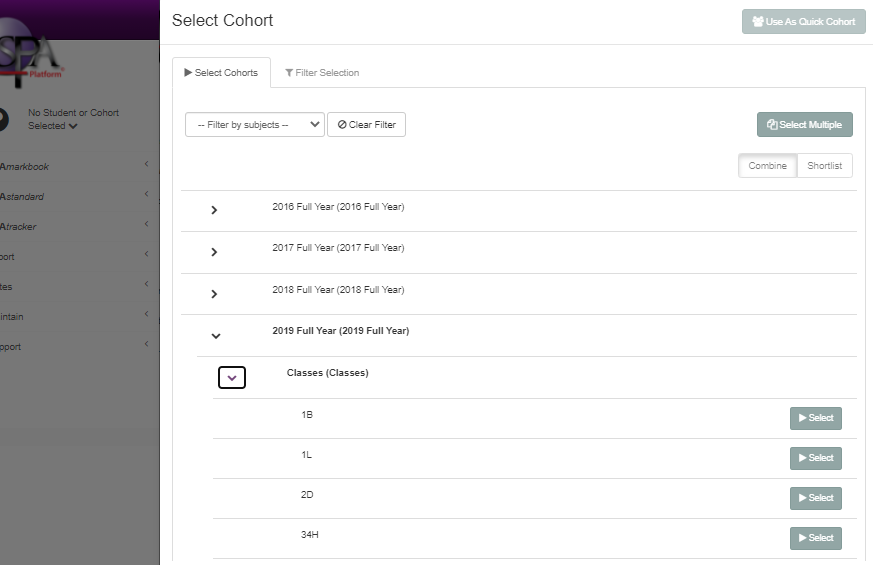 Select Cohort
Use As Quick Cohort
SPA
Platform
No Student or Cohort
Selected
Select Cohorts
Filter Selection
-- Filter by subjects --
Clear Filter
Select Multiple
Combine
Shortlist
Amarkbook
Astandard
Atracker
port
tes
intain
pport
2016 Full Year (2016 Full Year)
2017 Full Year (2017 Full Year)
2018 Full Year (2018 Full Year)
2019 Full Year (2019 Full Year)
Classes (Classes)
1B
Select
1L
Select
2D
Select
34H
Select